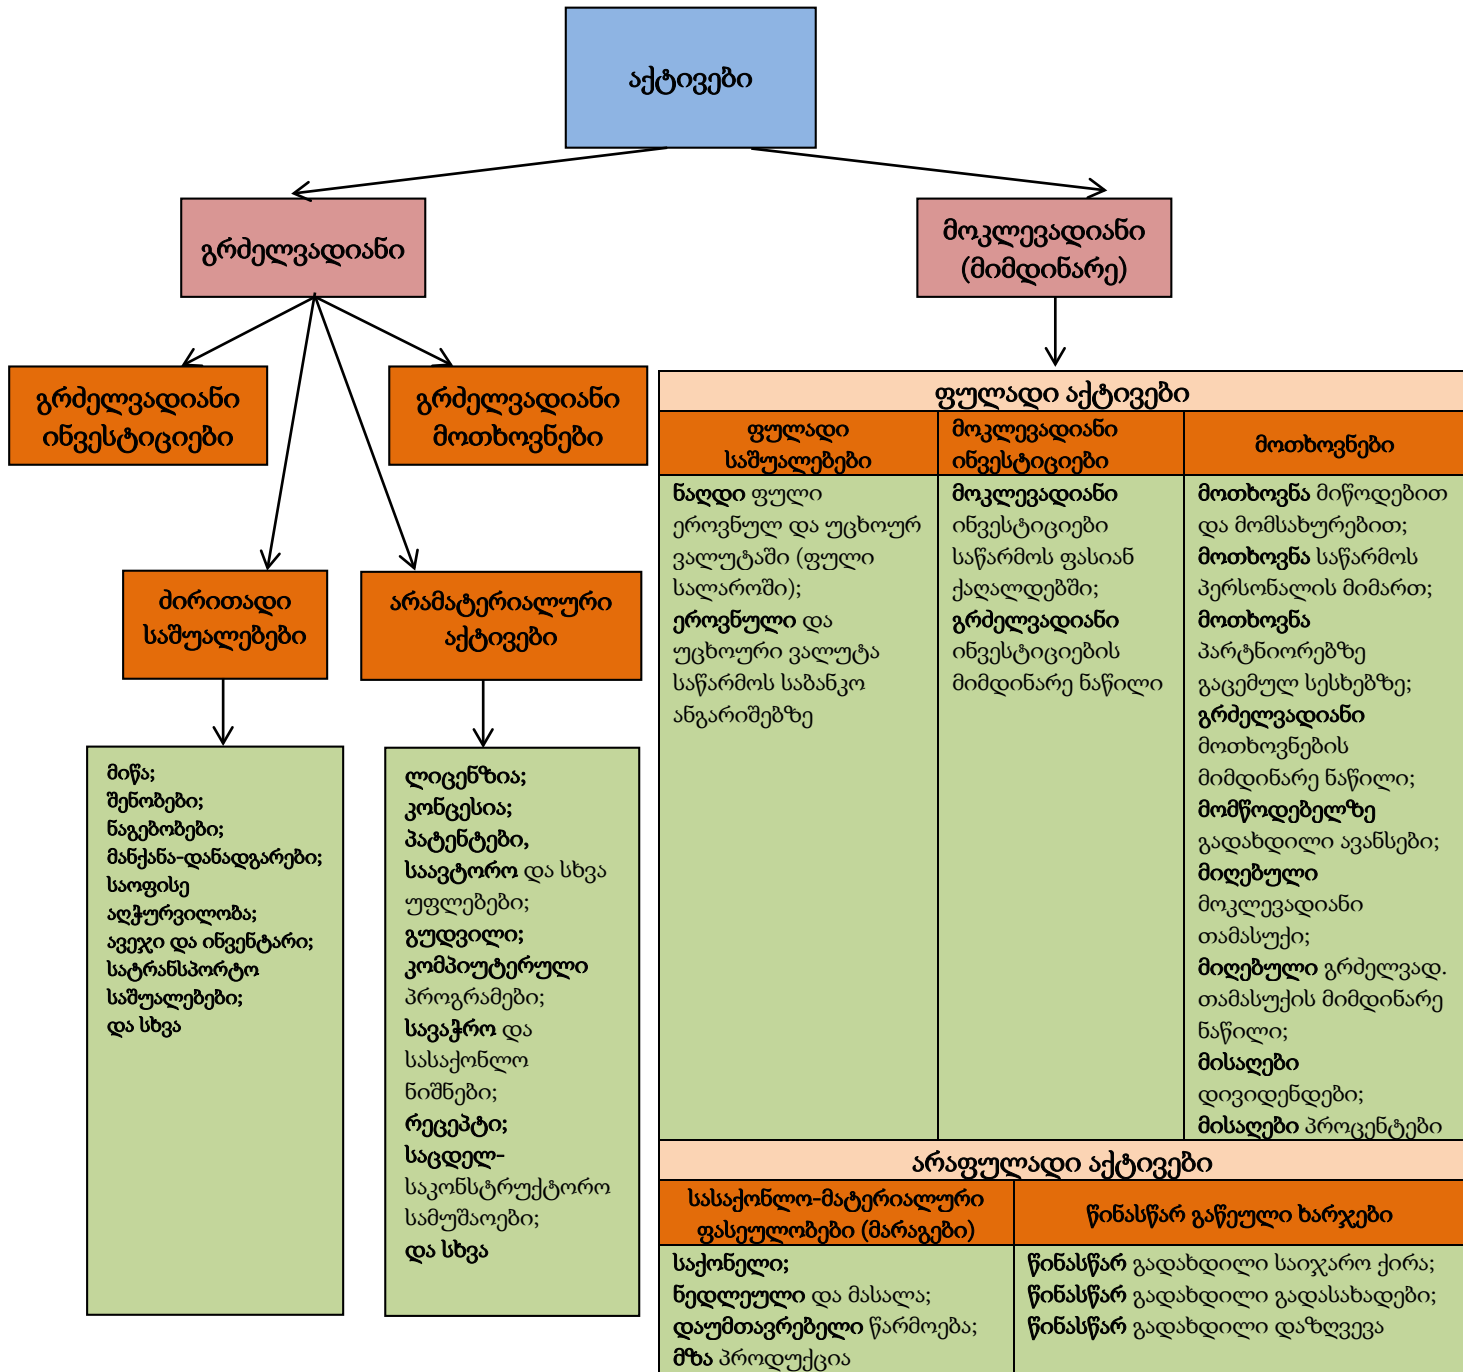 აქტივები
გრძელვადიანი
მოკლევადიანი
(მიმდინარე)
გრძელვადიანი
ინვესტიციები
გრძელვადიანი
მოთხოვნები
ძირითადი
საშუალებები
არამატერიალური
აქტივები
მიწა;
შენობები;
ნაგებობები;
მანქანა-დანადგარები;
საოფისე
აღჭურვილობა;
ავეჯი და ინვენტარი;
სატრანსპორტო
საშუალებები;
და სხვა
ლიცენზია;
კონცესია;
პატენტები,
საავტორო და სხვა
უფლებები;
გუდვილი;
კომპიუტერული
პროგრამები;
სავაჭრო და
სასაქონლო
ნიშნები;
რეცეპტი;
საცდელ-
საკონსტრუქტორო
სამუშაოები;
და სხვა
ფულადი აქტივები
ფულადი
საშუალებები
მოკლევადიანი
ინვესტიციები
მოთხოვნები
ნაღდი ფული
ეროვნულ და უცხოურ
ვალუტაში (ფული
სალაროში);
ეროვნული და
უცხოური ვალუტა
საწარმოს საბანკო
ანგარიშებზე
მოკლევადიანი
ინვესტიციები
საწარმოს ფასიან
ქაღალდებში;
გრძელვადიანი
ინვესტიციების
მიმდინარე ნაწილი
მოთხოვნა მიწოდებით
და მომსახურებით;
მოთხოვნა საწარმოს
პერსონალის მიმართ;
მოთხოვნა
პარტნიორებზე
გაცემულ სესხებზე;
გრძელვადიანი
მოთხოვნების
მიმდინარე ნაწილი;
მომწოდებელზე
გადახდილი ავანსები;
მიღებული
მოკლევადიანი
თამასუქი;
მიღებული გრძელვად.
თამასუქის მიმდინარე
ნაწილი;
მისაღები
დივიდენდები;
მისაღები პროცენტები
არაფულადი აქტივები
სასაქონლო-მატერიალური
ფასეულობები (მარაგები)
წინასწარ გაწეული ხარჯები
საქონელი;
ნედლეული და მასალა;
დაუმთავრებელი წარმოება;
მზა პროდუქცია
წინასწარ გადახდილი საიჯარო ქირა;
წინასწარ გადახდილი გადასახადები;
წინასწარ გადახდილი დაზღვევა